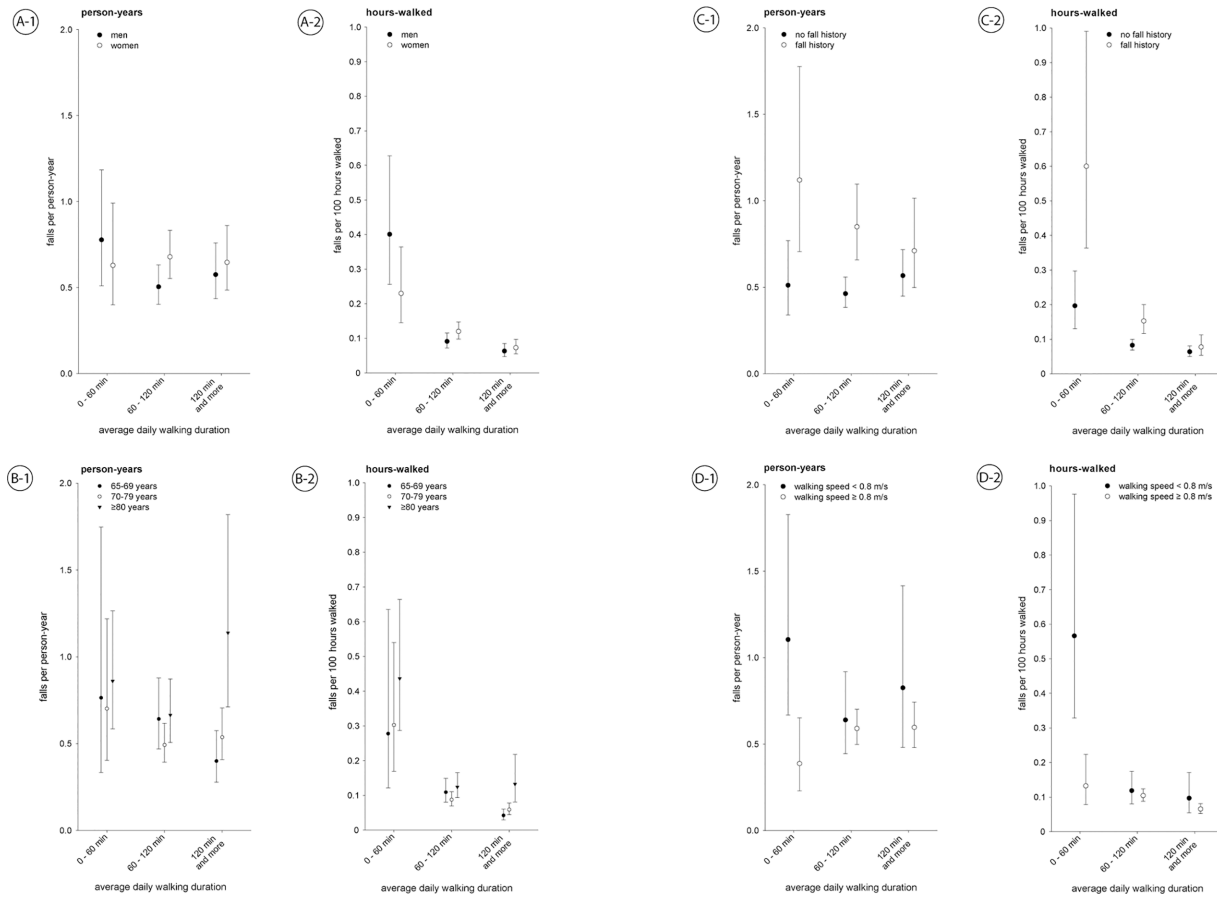 A-1
person-years
men
women
2.0
1.5
1.0
0.5
0.0
falls per person-year
0 - 60 min
60 - 120 min
120 min
and more
average daily walking duration
A-2
hours-walked
men
women
1.0
0.9
0.8
0.7
0.6
0.5
0.4
0.3
0.2
0.1
0
falls per 100 hours walked
0 - 60 min
60 - 120 min
120 min
and more
average daily walking duration
C-1
person-years
no fall history
fall history
2.0
1.5
1.0
0.5
0.0
falls per person-year
0 - 60 min
60 - 120 min
120 min
and more
average daily walking duration
C-2
hours-walked
no fall history
fall history
1.0
0.9
0.8
0.7
0.6
0.5
0.4
0.3
0.2
0.1
0
falls per 100 hours walked
0 - 60 min
60 - 120 min
120 min
and more
average daily walking duration
B-1
person-years
65-69 years
70-79 years
≥80 years
2.0
1.5
1.0
0.5
0.0
falls per person-year
0 - 60 min
60 - 120 min
120 min
and more
average daily walking duration
B-2
hours-walked
65-69 years
70-79 years
≥80 years
1.0
0.9
0.8
0.7
0.6
0.5
0.4
0.3
0.2
0.1
0
falls per 100 hours walked
0 - 60 min
60 - 120 min
120 min
and more
average daily walking duration
D-1
person-years
walking speed < 0.8 m/s
walking speed ≥ 0.8 m/s
2.0
1.5
1.0
0.5
0.0
falls per person-year
0 - 60 min
60 - 120 min
120 min
and more
average daily walking duration
D-2
hours-walked
walking speed < 0.8 m/s
walking speed ≥ 0.8 m/s
1.0
0.9
0.8
0.7
0.6
0.5
0.4
0.3
0.2
0.1
0
falls per 100 hours walked
0 - 60 min
60 - 120 min
120 min
and more
average daily walking duration